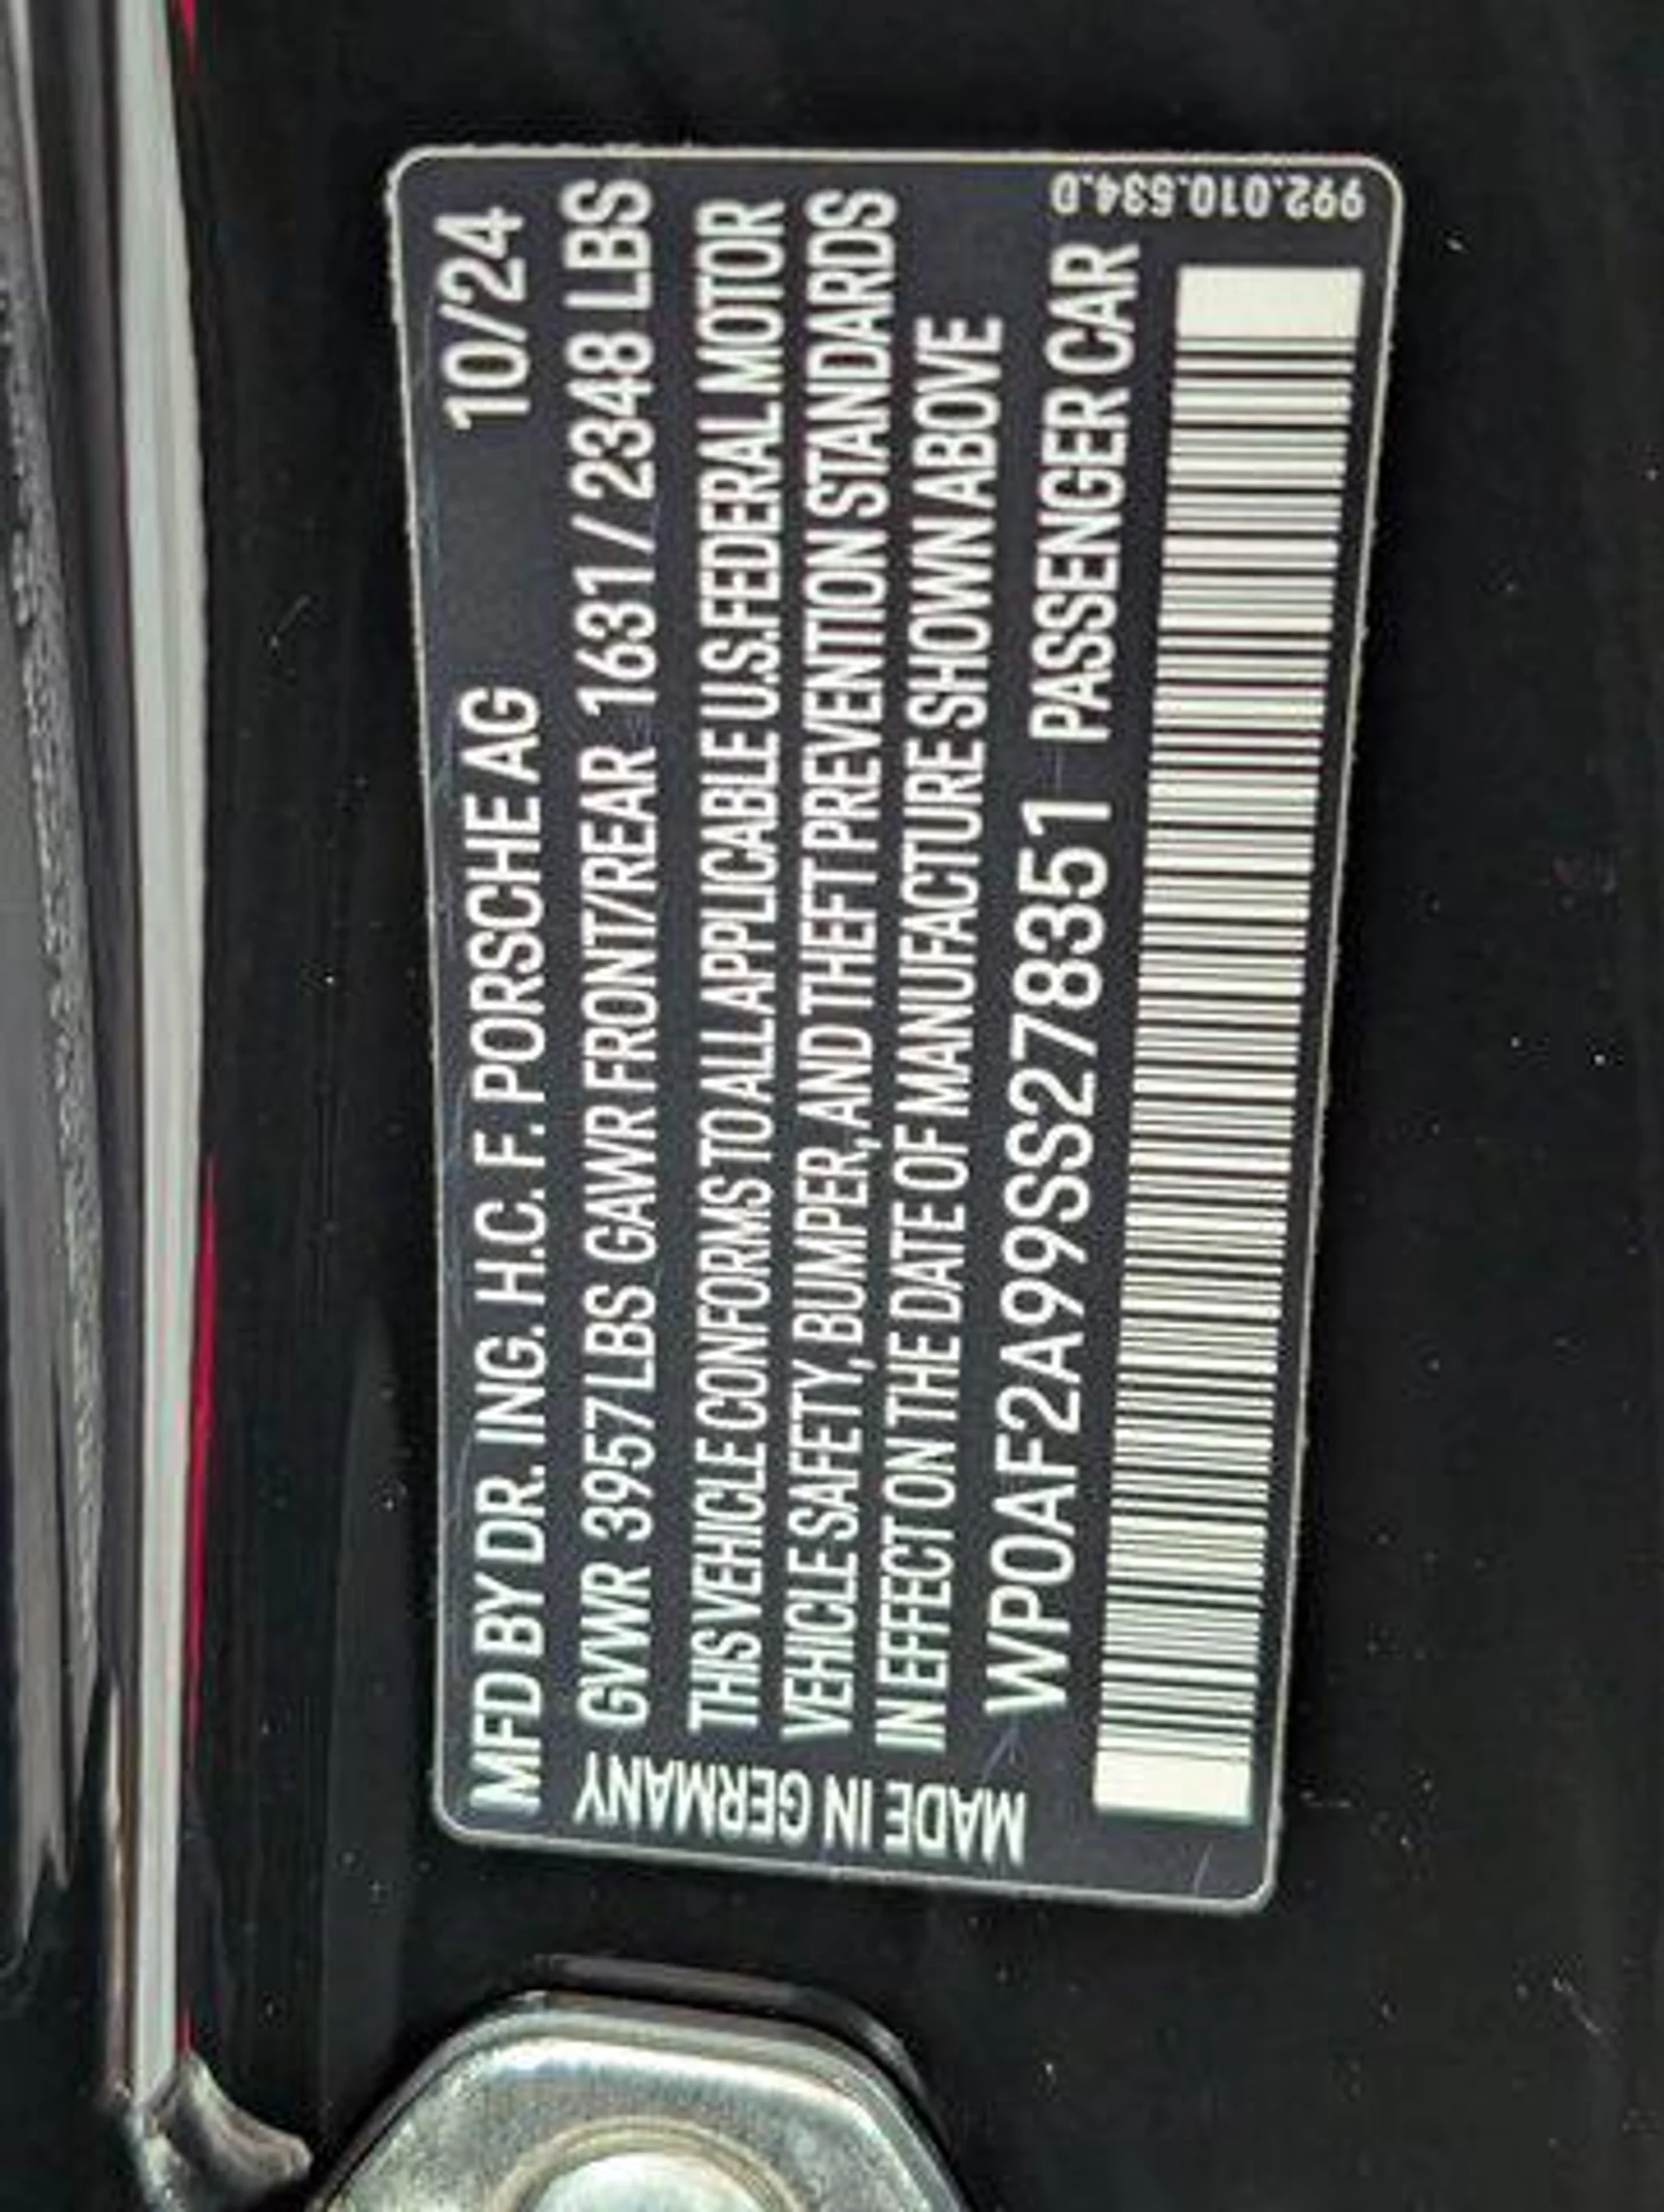 MFD BY DR. ING. H.C. F. PORSCHE AG 10/24
GVWR 3957 LBS GAWR FRONT/REAR 1631 / 2348 LBS
THIS VEHICLE CONFORMS TO ALL APPLICABLE U.S. FEDERAL MOTOR
VEHICLE SAFETY, BUMPER, AND THEFT PREVENTION STANDARDS
IN EFFECT ON THE DATE OF MANUFACTURE SHOWN ABOVE
WP0AF2A99SS278351 PASSENGER CAR
MADE IN GERMANY
992.010.534.D